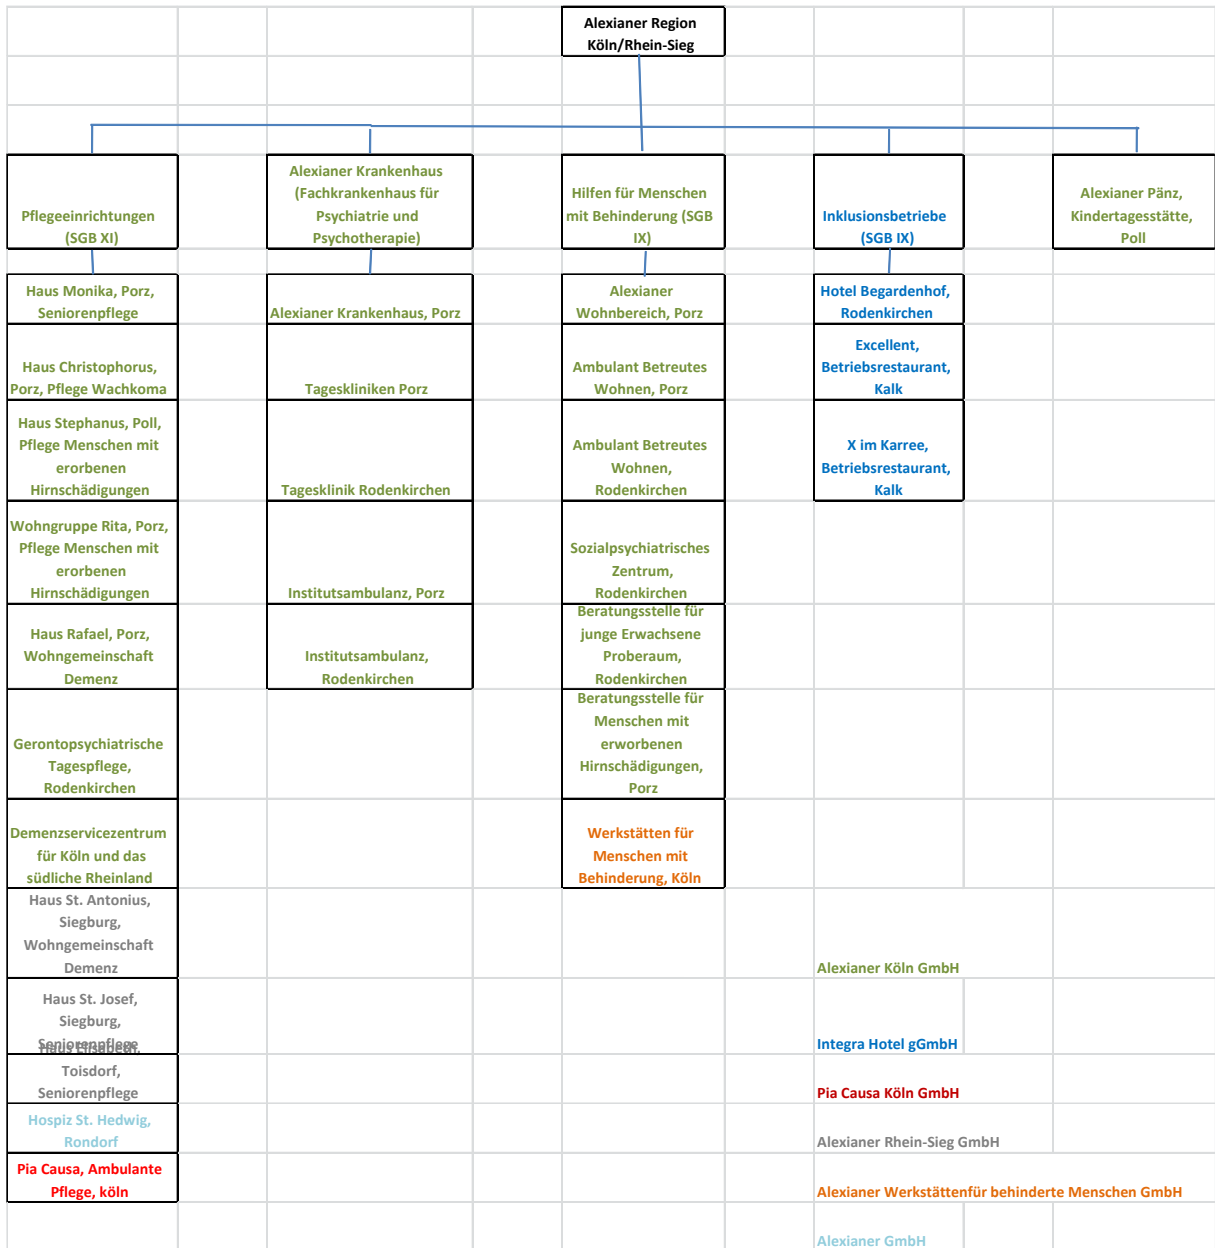 Alexianer Region
Köln/Rhein-Sieg
Pflegeeinrichtungen
(SGB XI)
Alexianer Krankenhaus
(Fachkrankenhaus für
Psychiatrie und
Psychotherapie)
Hilfen für Menschen
mit Behinderung (SGB
IX)
Inklusionsbetriebe
(SGB IX)
Alexianer Pänz,
Kindertagesstätte,
Poll
Haus Monika, Porz,
Seniorenpflege
Alexianer Krankenhaus, Porz
Alexianer
Wohnbereich, Porz
Hotel Begardenhof,
Rodenkirchen
Haus Christophorus,
Porz, Pflege Wachkoma
Tageskliniken Porz
Ambulant Betreutes
Wohnen, Porz
Excellent,
Betriebsrestaurant,
Kalk
Haus Stephanus, Poll,
Pflege Menschen mit
erorbenen
Hirnschädigungen
Tagesklinik Rodenkirchen
Ambulant Betreutes
Wohnen,
Rodenkirchen
X im Karree,
Betriebsrestaurant,
Kalk
Wohngruppe Rita, Porz,
Pflege Menschen mit
erorbenen
Hirnschädigungen
Institutsambulanz, Porz
Sozialpsychiatrisches
Zentrum,
Rodenkirchen
Haus Rafael, Porz,
Wohngemeinschaft
Demenz
Institutsambulanz,
Rodenkirchen
Beratungsstelle für
junge Erwachsene
Proberaum,
Rodenkirchen
Gerontopsychiatrische
Tagespflege,
Rodenkirchen
Beratungsstelle für
Menschen mit
erworbenen
Hirnschädigungen,
Porz
Demenzservicezentrum
für Köln und das
südliche Rheinland
Werkstätten für
Menschen mit
Behinderung, Köln
Haus St. Antonius,
Siegburg,
Wohngemeinschaft
Demenz
Alexianer Köln GmbH
Haus St. Josef,
Siegburg,
Seniorenpflege
Integra Hotel gGmbH
Haus Elisabeth,
Toisdorf,
Seniorenpflege
Pia Causa Köln GmbH
Hospiz St. Hedwig,
Rondorf
Alexianer Rhein-Sieg GmbH
Pia Causa, Ambulante
Pflege, köln
Alexianer Werkstättenfür behinderte Menschen GmbH
Alexianer GmbH